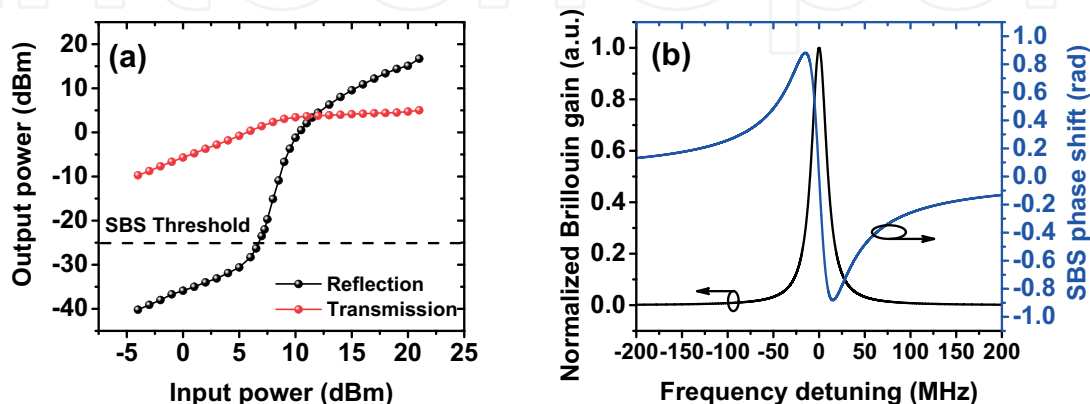 (a)
Output power (dBm)
20
10
0
-10
-20
-30
-40
SBS Threshold
Reflection
Transmission
-5 0 5 10 15 20 25
Input power (dBm)
(b)
Normalized Brillouin gain (a.u.)
1.0
0.8
0.6
0.4
0.2
0.0
1.0
0.8
0.6
0.4
0.2
0.0
-0.2
-0.4
-0.6
-0.8
-1.0
SBS phase shift (rad)
-200 -150 -100 -50 0 50 100 150 200
Frequency detuning (MHz)